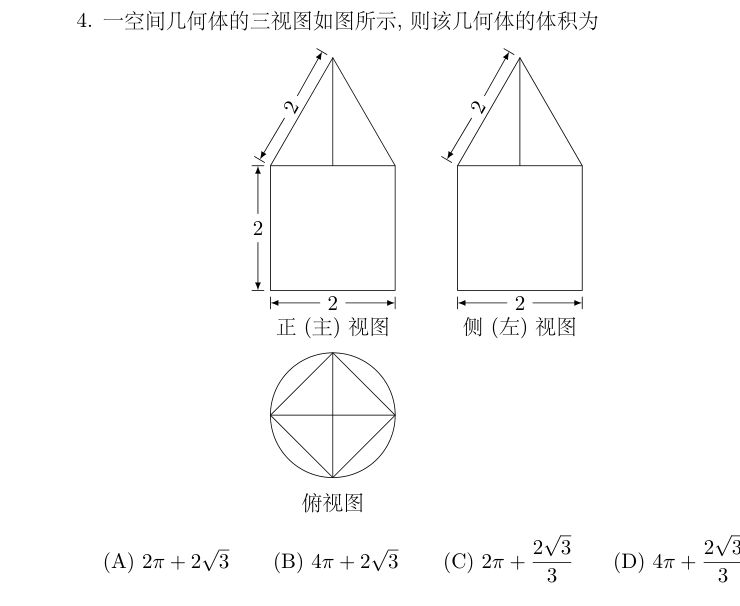 4. 一空间几何体的三视图如图所示, 则该几何体的体积为
2 2
2
2 2
正 (主) 视图 侧 (左) 视图
俯视图
(A) 2π + 2√3 (B) 4π + 2√3 (C) 2π + 2√3/3 (D) 4π + 2√3/3